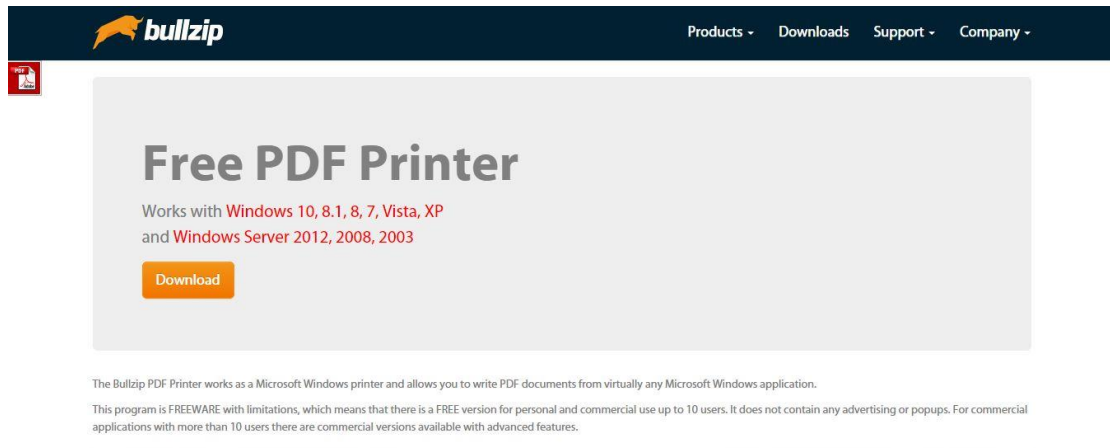 bullzip
Products Downloads Support Company
PDF
Adobe
Free PDF Printer
Works with Windows 10, 8.1, 8, 7, Vista, XP
and Windows Server 2012, 2008, 2003
Download
The Bullzip PDF Printer works as a Microsoft Windows printer and allows you to write PDF documents from virtually any Microsoft Windows application.
This program is FREEWARE with limitations, which means that there is a FREE version for personal and commercial use up to 10 users. It does not contain any advertising or popups. For commercial
applications with more than 10 users there are commercial versions available with advanced features.